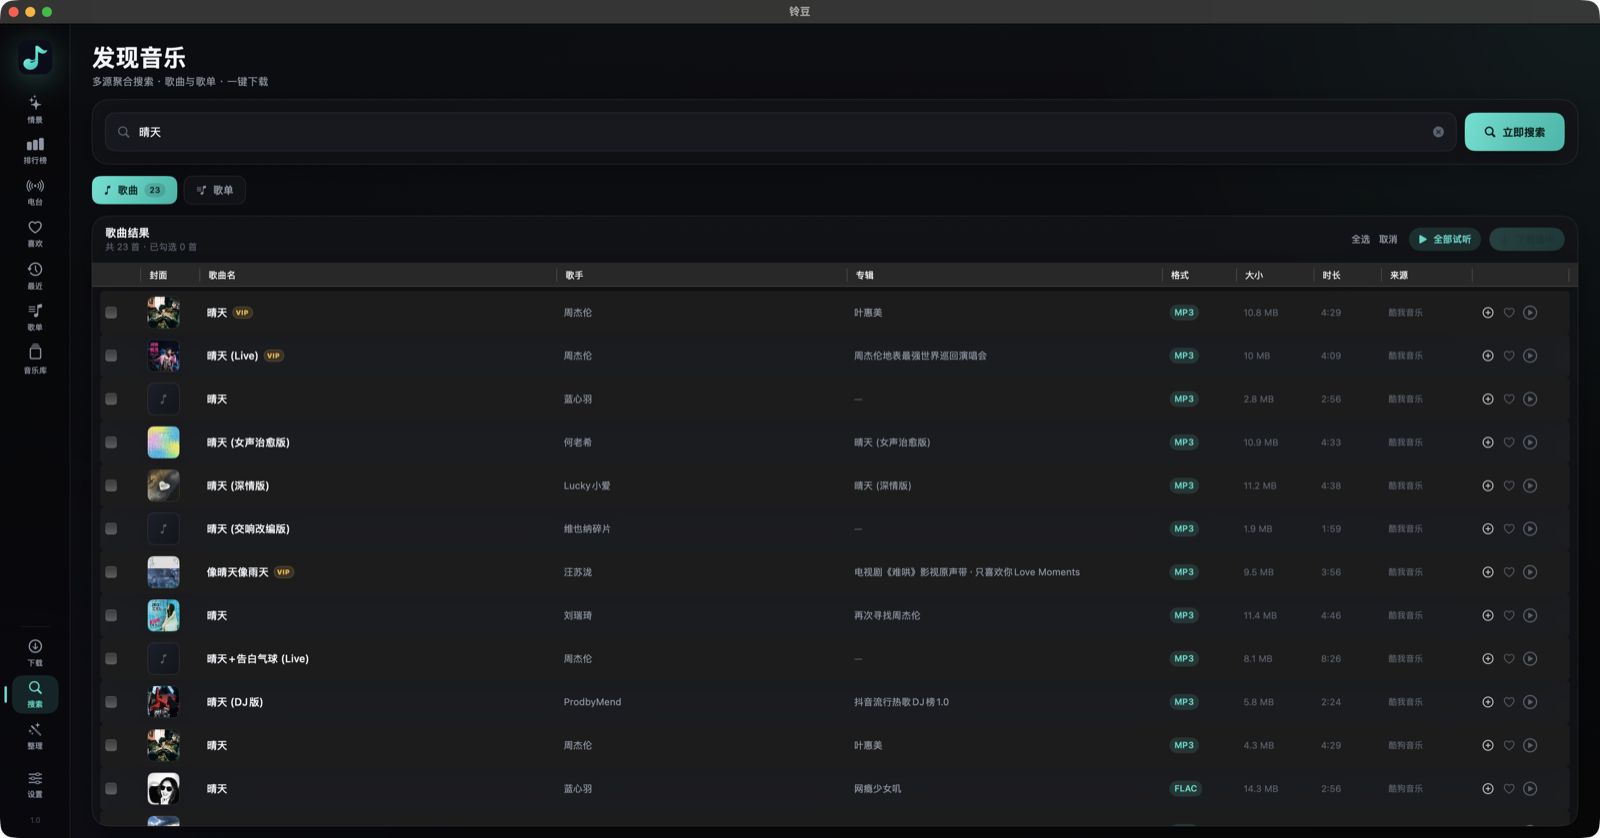 铃豆
发现音乐
多源聚合搜索 · 歌曲与歌单 · 一键下载
晴天
立即搜索
歌曲 23
歌单
歌曲结果
共 23 首 · 已勾选 0 首
全选 取消 全部试听
封面 歌曲名 歌手 专辑 格式 大小 时长 来源
晴天 VIP 周杰伦 叶惠美 MP3 10.8 MB 4:29 酷我音乐
晴天 (Live) VIP 周杰伦 周杰伦地表最强世界巡回演唱会 MP3 10 MB 4:09 酷我音乐
晴天 蓝心羽 — MP3 2.8 MB 2:56 酷我音乐
晴天 (女声治愈版) 何老希 晴天 (女声治愈版) MP3 10.9 MB 4:33 酷我音乐
晴天 (深情版) Lucky小爱 晴天 (深情版) MP3 11.2 MB 4:38 酷我音乐
晴天 (交响改编版) 维也纳碎片 — MP3 1.9 MB 1:59 酷我音乐
像晴天像雨天 VIP 汪苏泷 电视剧《难哄》影视原声带 · 只喜欢你Love Moments MP3 9.5 MB 3:56 酷我音乐
晴天 刘瑞琦 再次寻找周杰伦 MP3 11.4 MB 4:46 酷我音乐
晴天+告白气球 (Live) 周杰伦 — MP3 8.1 MB 8:26 酷我音乐
晴天 (DJ版) ProdbyMend 抖音流行热歌DJ榜1.0 MP3 5.8 MB 2:24 酷我音乐
晴天 周杰伦 叶惠美 MP3 4.3 MB 4:29 酷狗音乐
晴天 蓝心羽 网瘾少女叽 FLAC 14.3 MB 2:56 酷狗音乐
情景
排行榜
电台
喜欢
最近
歌单
音乐库
下载
搜索
整理
设置
1.0